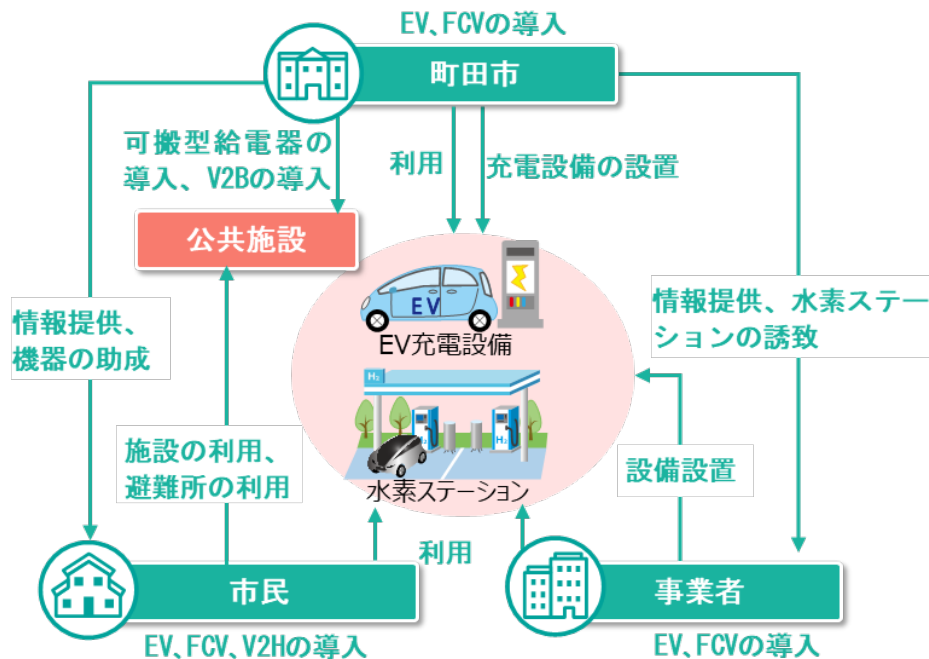 EV、FCVの導入
町田市
可搬型給電器の
導入、V2Bの導入
利用
充電設備の設置
公共施設
EV
EV充電設備
情報提供、
機器の助成
情報提供、水素ステー
ションの誘致
H₂
H₂
H₂
水素ステーション
施設の利用、
避難所の利用
設備設置
利用
市民
事業者
EV、FCV、V2Hの導入
EV、FCVの導入